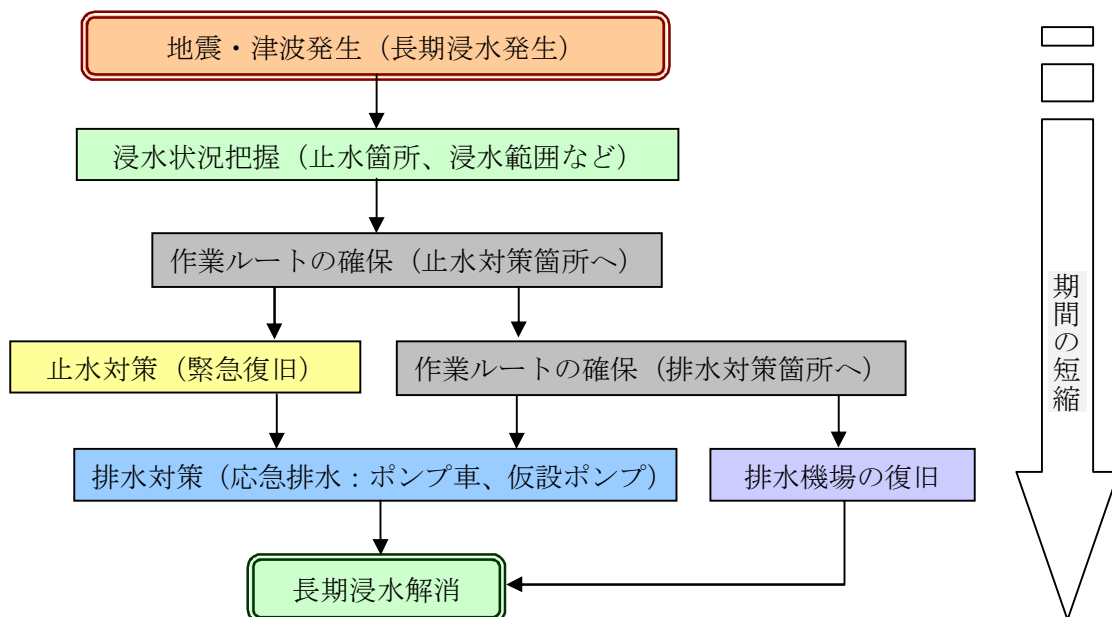 地震・津波発生（長期浸水発生）
浸水状況把握（止水箇所、浸水範囲など）
作業ルートの確保（止水対策箇所へ）
止水対策（緊急復旧）
作業ルートの確保（排水対策箇所へ）
排水対策（応急排水：ポンプ車、仮設ポンプ）
排水機場の復旧
長期浸水解消
期間の短縮